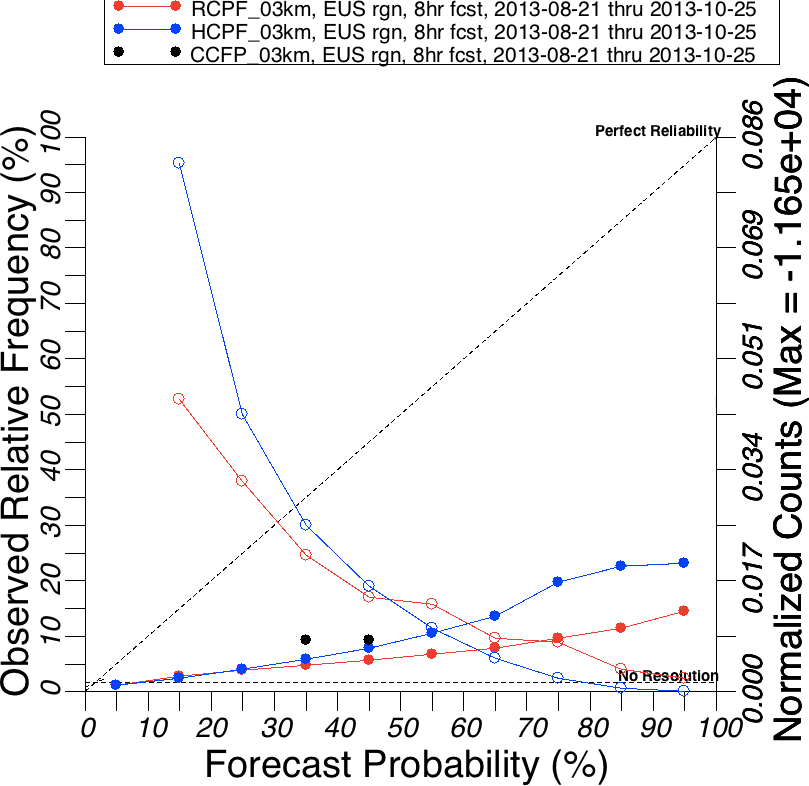 RCPF_03km, EUS rgn, 8hr fcst, 2013-08-21 thru 2013-10-25
HCPF_03km, EUS rgn, 8hr fcst, 2013-08-21 thru 2013-10-25
CCFP_03km, EUS rgn, 8hr fcst, 2013-08-21 thru 2013-10-25
Observed Relative Frequency (%)
100
90
80
70
60
50
40
30
20
10
0
Perfect Reliability
No Resolution
0.086
0.069
0.051
0.034
0.017
0.000
Normalized Counts (Max = -1.165e+04)
0 10 20 30 40 50 60 70 80 90 100
Forecast Probability (%)